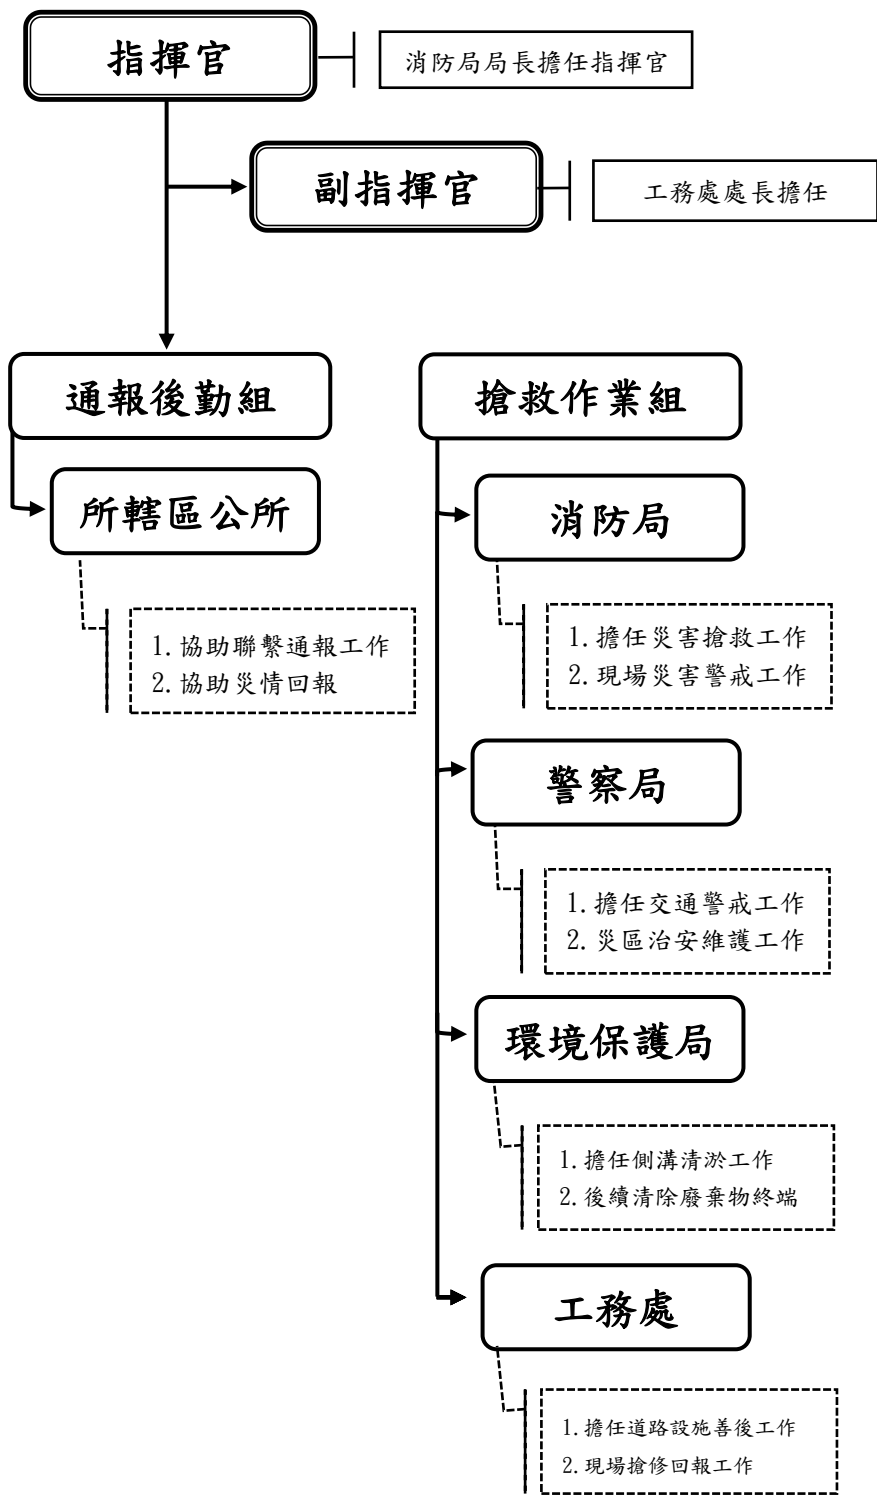 指揮官
消防局局長擔任指揮官
副指揮官
工務處處長擔任
通報後勤組
所轄區公所
1.協助聯繫通報工作
2.協助災情回報
搶救作業組
消防局
1.擔任災害搶救工作
2.現場災害警戒工作
警察局
1.擔任交通警戒工作
2.災區治安維護工作
環境保護局
1.擔任側溝清淤工作
2.後續清除廢棄物終端
工務處
1.擔任道路設施善後工作
2.現場搶修回報工作